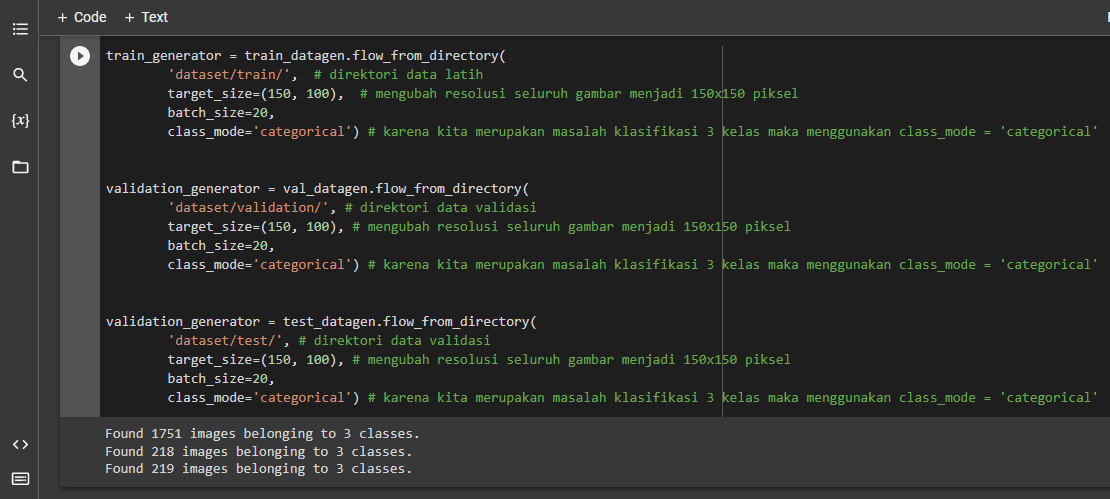 + Code + Text
{x}
train_generator = train_datagen.flow_from_directory(
        'dataset/train/',  # direktori data latih
        target_size=(150, 100),  # mengubah resolusi seluruh gambar menjadi 150x150 piksel
        batch_size=20,
        class_mode='categorical') # karena kita merupakan masalah klasifikasi 3 kelas maka menggunakan class_mode = 'categorical'
validation_generator = val_datagen.flow_from_directory(
        'dataset/validation/', # direktori data validasi
        target_size=(150, 100), # mengubah resolusi seluruh gambar menjadi 150x150 piksel
        batch_size=20,
        class_mode='categorical') # karena kita merupakan masalah klasifikasi 3 kelas maka menggunakan class_mode = 'categorical'
validation_generator = test_datagen.flow_from_directory(
        'dataset/test/', # direktori data validasi
        target_size=(150, 100), # mengubah resolusi seluruh gambar menjadi 150x150 piksel
        batch_size=20,
        class_mode='categorical') # karena kita merupakan masalah klasifikasi 3 kelas maka menggunakan class_mode = 'categorical'
Found 1751 images belonging to 3 classes.
Found 218 images belonging to 3 classes.
Found 219 images belonging to 3 classes.